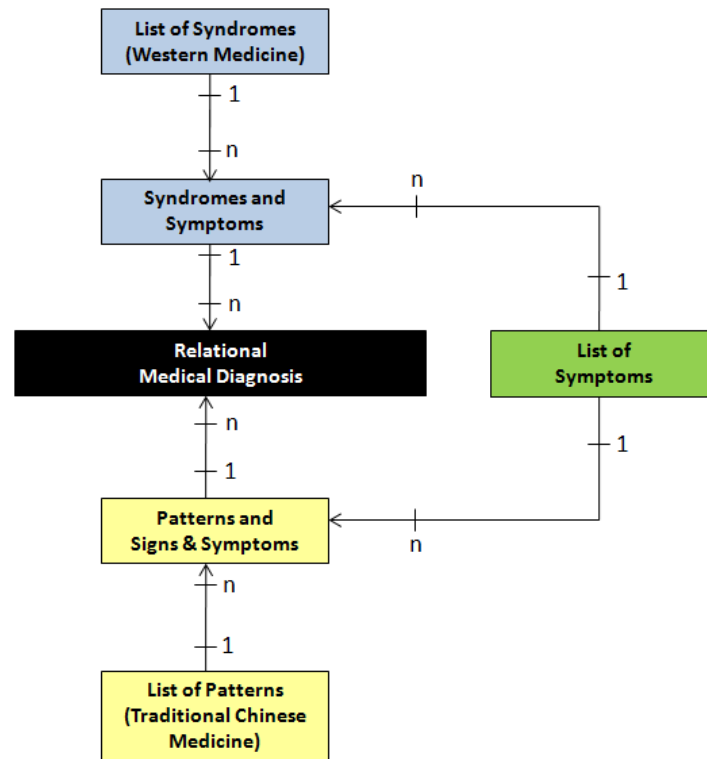 List of Syndromes
(Western Medicine)
1
n
Syndromes and
Symptoms
n
1
n
1
Relational
Medical Diagnosis
List of
Symptoms
n
1
1
Patterns and
Signs & Symptoms
n
n
1
List of Patterns
(Traditional Chinese
Medicine)